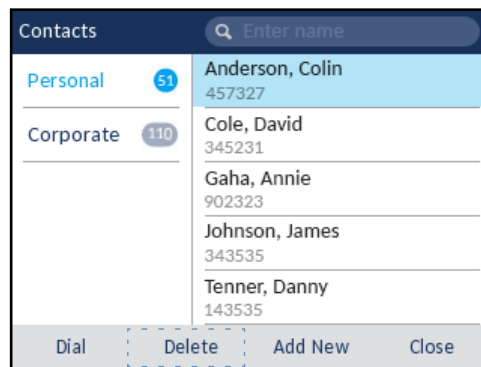 Contacts
Enter name
Personal 51
Corporate 110
Anderson, Colin
457327
Cole, David
345231
Gaha, Annie
902323
Johnson, James
343535
Tenner, Danny
143535
Dial Delete Add New Close